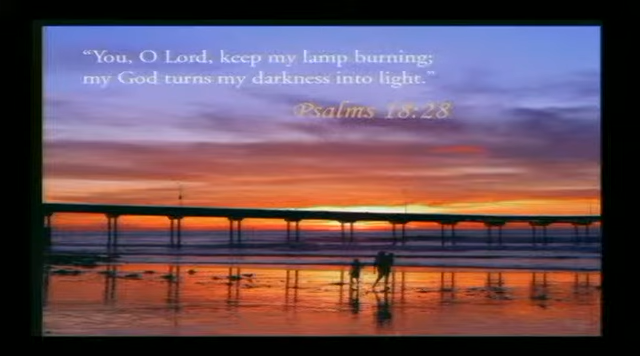 “You, O Lord, keep my lamp burning;
my God turns my darkness into light.”
Psalms 18:28